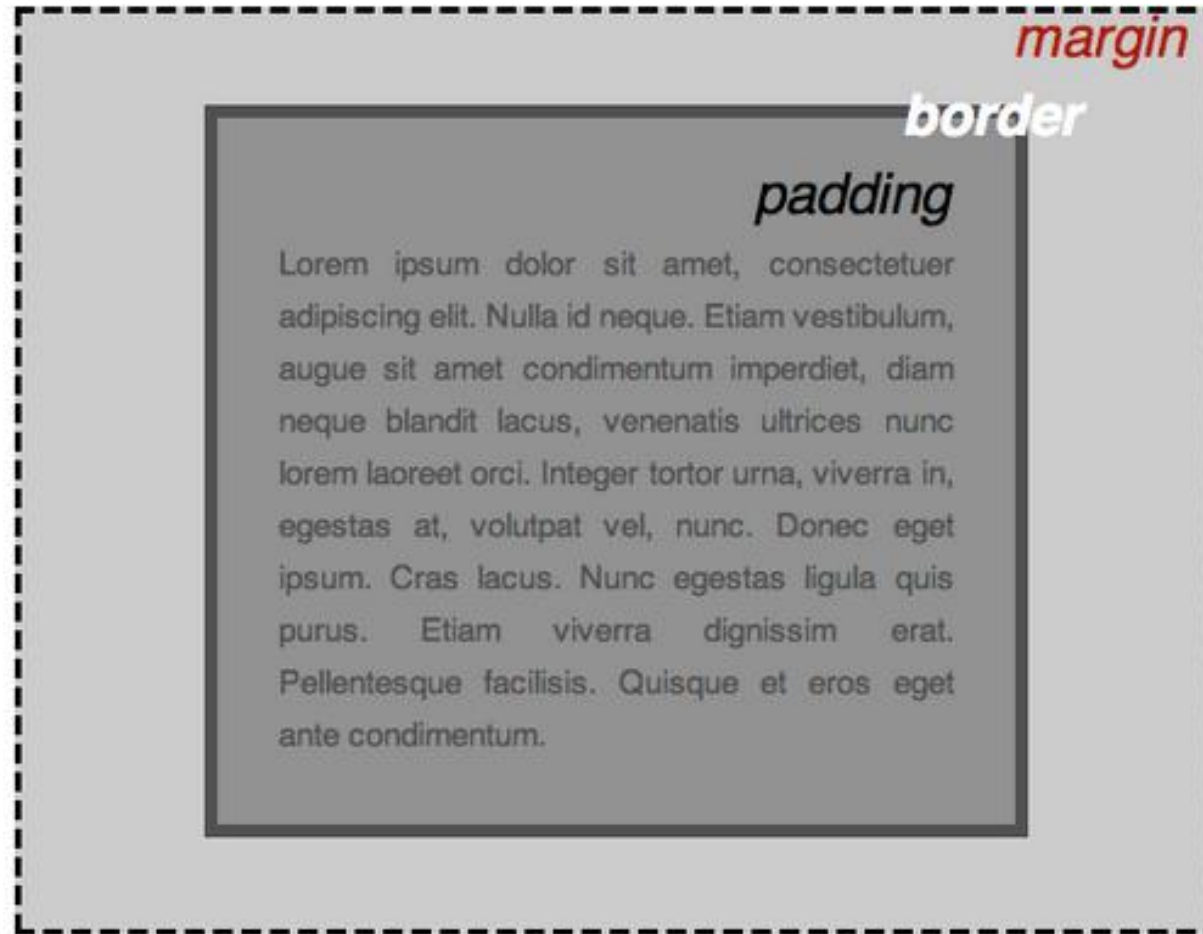 margin
border
padding
Lorem ipsum dolor sit amet, consectetuer
adipiscing elit. Nulla id neque. Etiam vestibulum,
augue sit amet condimentum imperdiet, diam
neque blandit lacus, venenatis ultrices nunc
lorem laoreet orci. Integer tortor urna, viverra in,
egestas at, volutpat vel, nunc. Donec eget
ipsum. Cras lacus. Nunc egestas ligula quis
purus. Etiam viverra dignissim erat.
Pellentesque facilisis. Quisque et eros eget
ante condimentum.